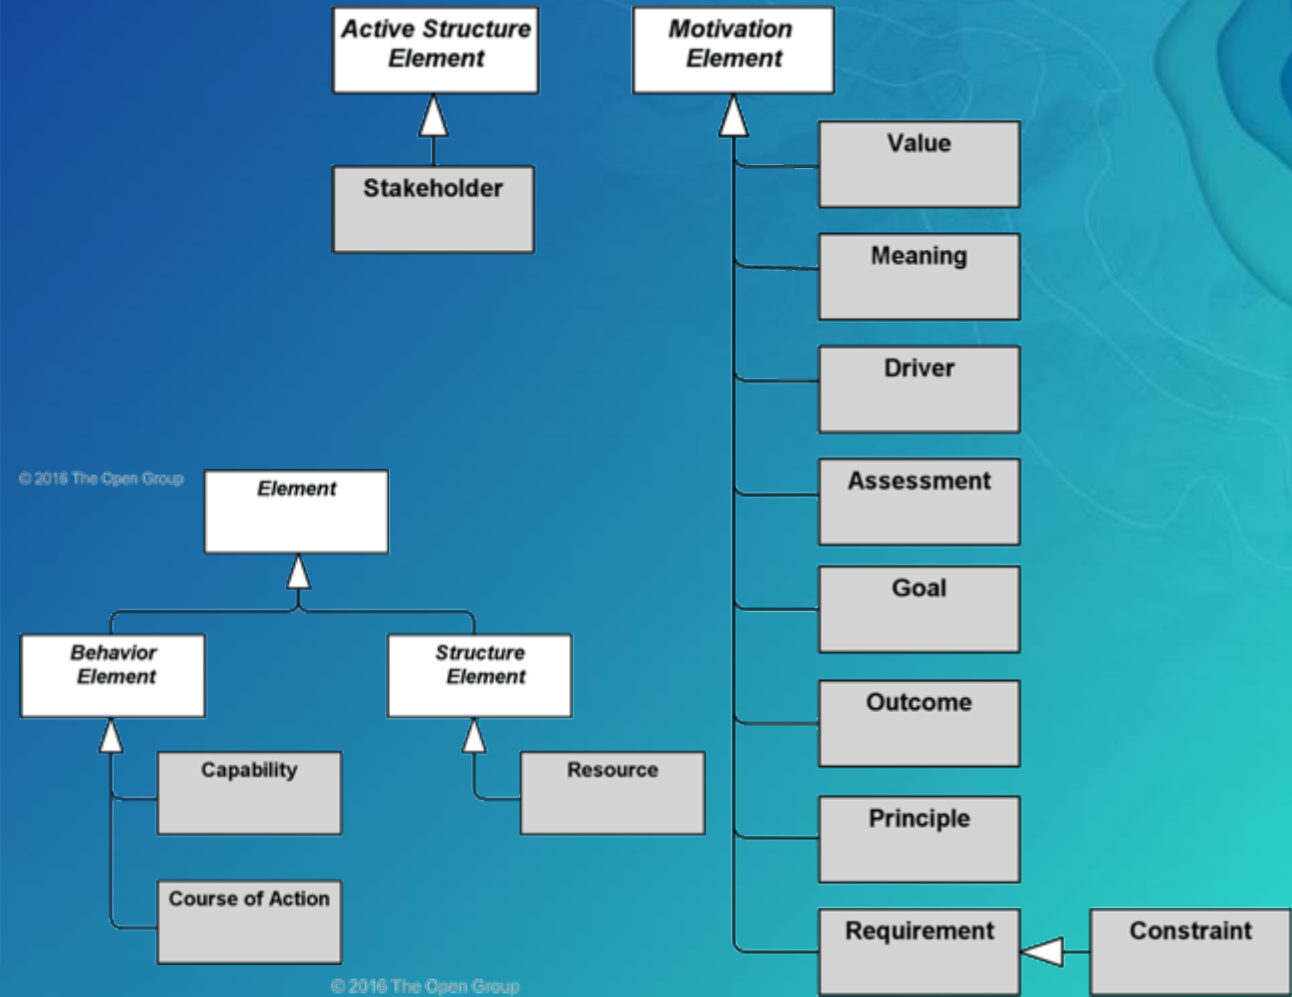 Active Structure
Element
Stakeholder
Motivation
Element
Value
Meaning
Driver
Assessment
Goal
Outcome
Principle
Requirement
Constraint
© 2016 The Open Group
Element
Behavior
Element
Structure
Element
Capability
Resource
Course of Action
© 2016 The Open Group